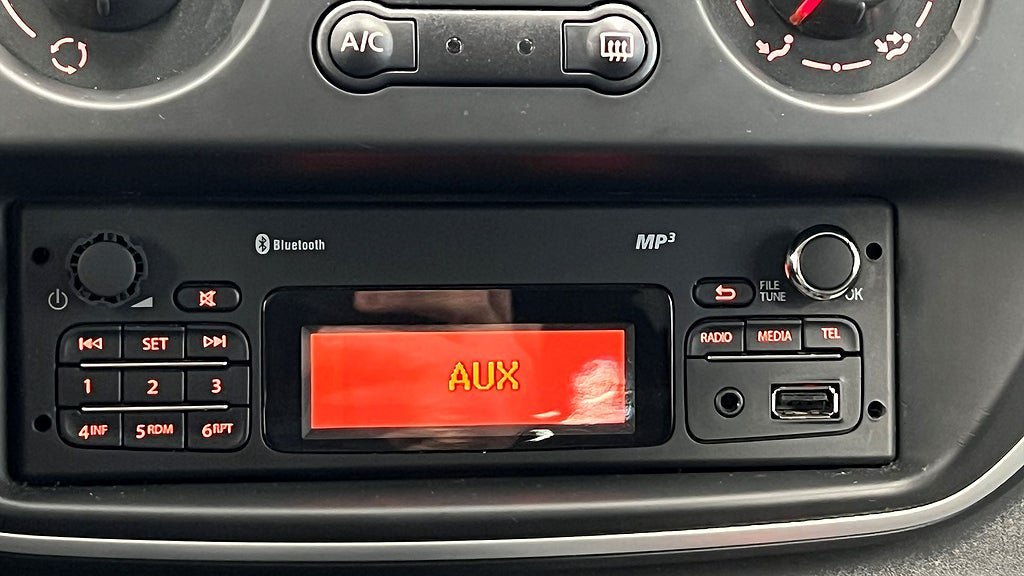 A/C
Bluetooth
MP3
FILE
TUNE
OK
SET
RADIO MEDIA TEL
AUX
1 2 3
4INF 5RDM 6RPT